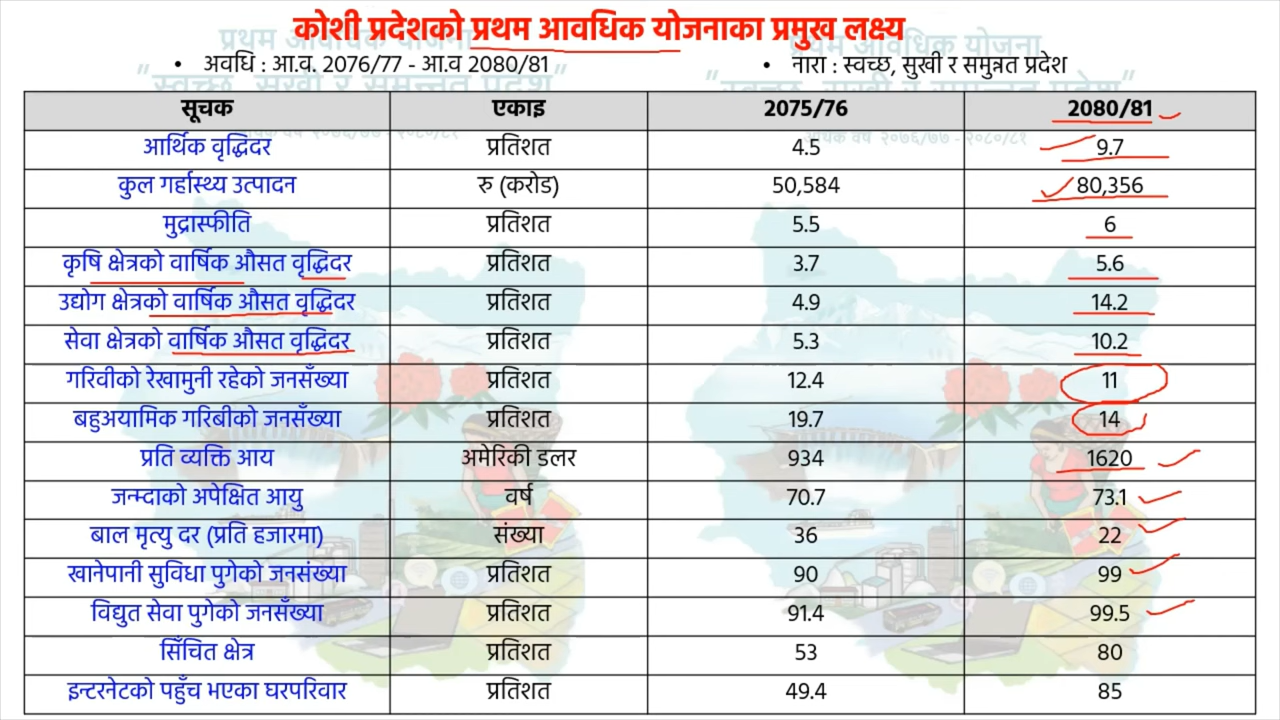 कोशी प्रदेशको प्रथम आवधिक योजनाका प्रमुख लक्ष्य
• अवधि : आ.व. 2076/77 - आ.व 2080/81 • नारा : स्वच्छ, सुखी र समुन्नत प्रदेश
सूचक एकाइ 2075/76 2080/81
आर्थिक वृद्धिदर प्रतिशत 4.5 9.7
कुल गर्हास्थ्य उत्पादन रु (करोड) 50,584 80,356
मुद्रास्फीति प्रतिशत 5.5 6
कृषि क्षेत्रको वार्षिक औसत वृद्धिदर प्रतिशत 3.7 5.6
उद्योग क्षेत्रको वार्षिक औसत वृद्धिदर प्रतिशत 4.9 14.2
सेवा क्षेत्रको वार्षिक औसत वृद्धिदर प्रतिशत 5.3 10.2
गरिवीको रेखामुनी रहेको जनसँख्या प्रतिशत 12.4 11
बहुअयामिक गरिबीको जनसँख्या प्रतिशत 19.7 14
प्रति व्यक्ति आय अमेरिकी डलर 934 1620
जन्म्दाको अपेक्षित आयु वर्ष 70.7 73.1
बाल मृत्यु दर (प्रति हजारमा) संख्या 36 22
खानेपानी सुविधा पुगेको जनसंख्या प्रतिशत 90 99
विद्युत सेवा पुगेको जनसँख्या प्रतिशत 91.4 99.5
सिँचित क्षेत्र प्रतिशत 53 80
इन्टरनेटको पहुँच भएका घरपरिवार प्रतिशत 49.4 85